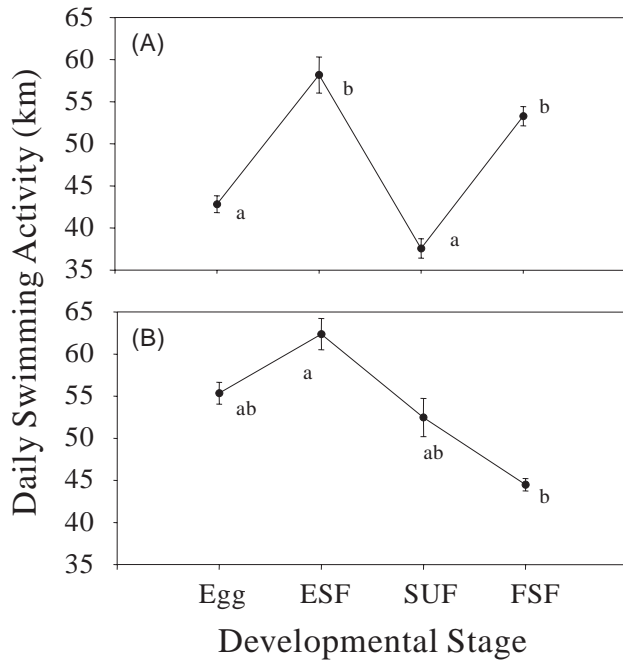 65
(A)
60
b
55
b
50
45
a
a
40
35
65
(B)
60
a
55
ab
50
ab
45
b
40
35
Egg ESF SUF FSF
Developmental Stage
Daily Swimming Activity (km)